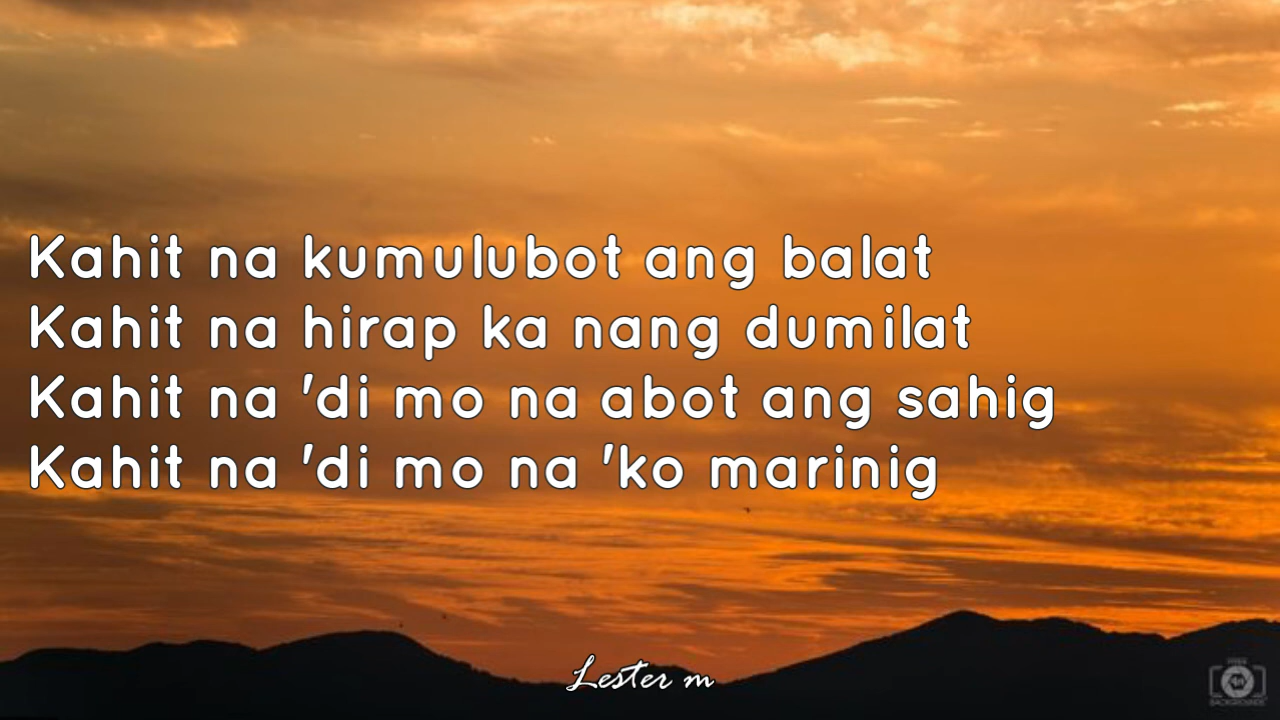 Kahit na kumulubot ang balat
Kahit na hirap ka nang dumilat
Kahit na 'di mo na abot ang sahig
Kahit na 'di mo na 'ko marinig
Lester m